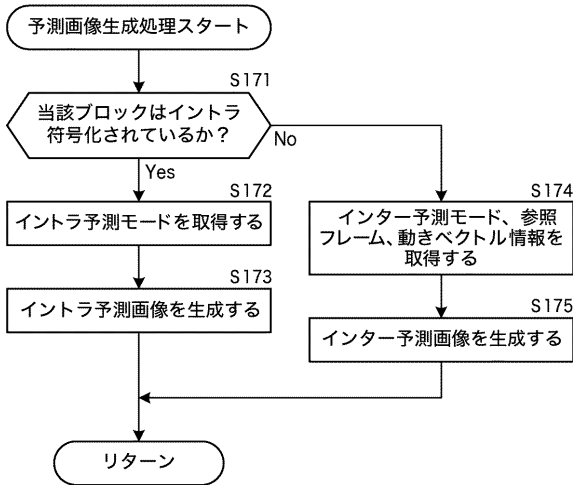 予測画像生成処理スタート
S171
当該ブロックはイントラ
符号化されているか？
No
Yes
S172
イントラ予測モードを取得する
S173
イントラ予測画像を生成する
S174
インター予測モード、参照
フレーム、動きベクトル情報を
取得する
S175
インター予測画像を生成する
リターン